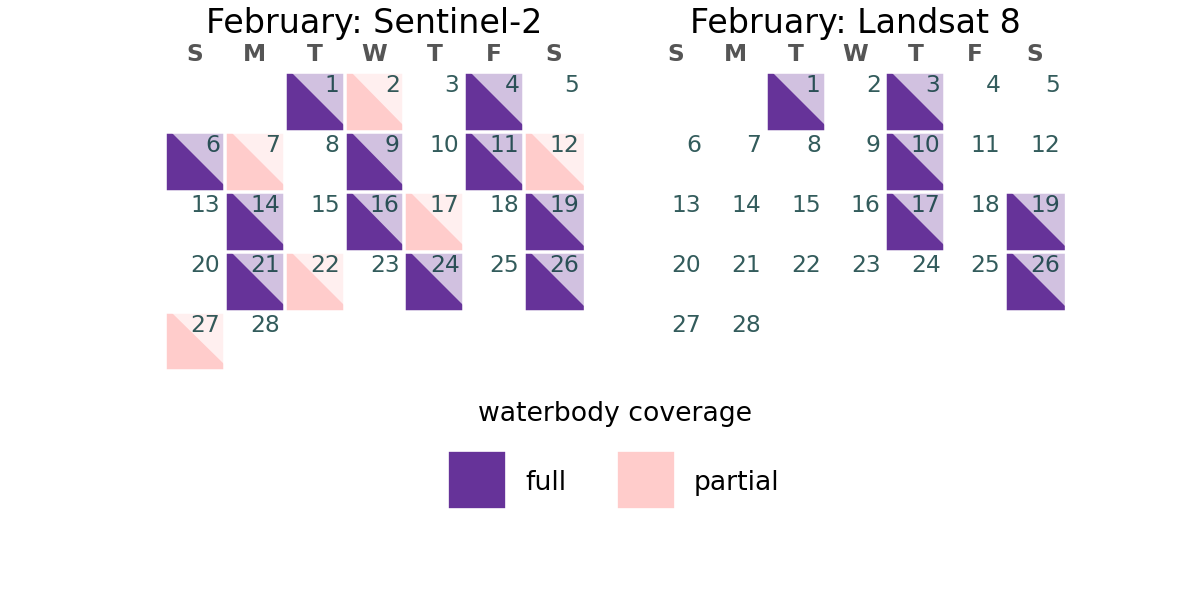 February: Sentinel-2
S M T W T F S
1 2 3 4 5
6 7 8 9 10 11 12
13 14 15 16 17 18 19
20 21 22 23 24 25 26
27 28
February: Landsat 8
S M T W T F S
1 2 3 4 5
6 7 8 9 10 11 12
13 14 15 16 17 18 19
20 21 22 23 24 25 26
27 28
waterbody coverage
full partial